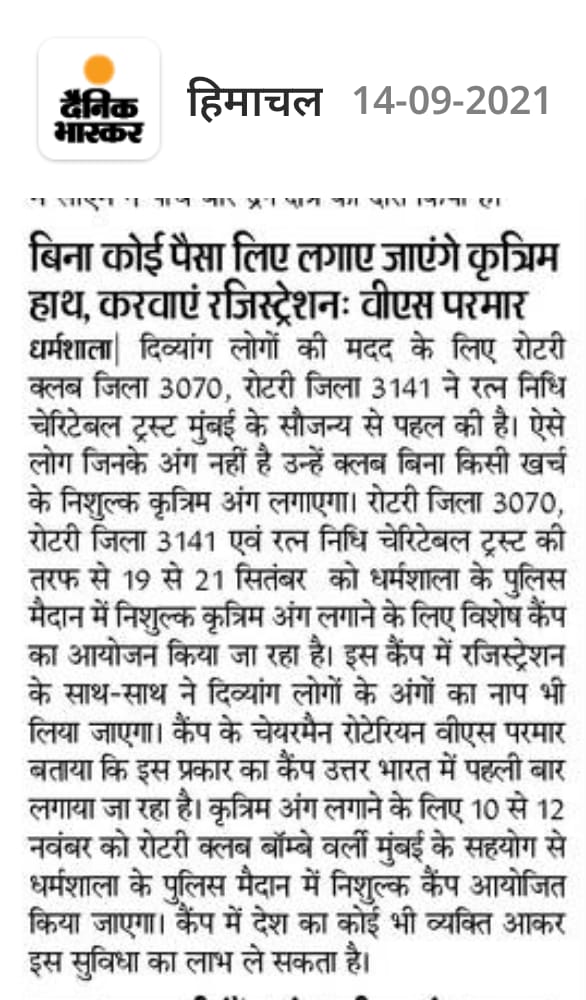 दैनिक
भास्कर
हिमाचल 14-09-2021
बिना कोई पैसा लिए लगाए जाएंगे कृत्रिम
हाथ, करवाएं रजिस्ट्रेशनः वीएस परमार
धर्मशाला| दिव्यांग लोगों की मदद के लिए रोटरी
क्लब जिला 3070, रोटरी जिला 3141 ने रत्न निधि
चेरिटेबल ट्रस्ट मुंबई के सौजन्य से पहल की है। ऐसे
लोग जिनके अंग नहीं है उन्हें क्लब बिना किसी खर्च
के निशुल्क कृत्रिम अंग लगाएगा। रोटरी जिला 3070,
रोटरी जिला 3141 एवं रत्न निधि चेरिटेबल ट्रस्ट की
तरफ से 19 से 21 सितंबर को धर्मशाला के पुलिस
मैदान में निशुल्क कृत्रिम अंग लगाने के लिए विशेष कैंप
का आयोजन किया जा रहा है। इस कैंप में रजिस्ट्रेशन
के साथ-साथ ने दिव्यांग लोगों के अंगों का नाप भी
लिया जाएगा। कैंप के चेयरमैन रोटेरियन वीएस परमार
बताया कि इस प्रकार का कैंप उत्तर भारत में पहली बार
लगाया जा रहा है। कृत्रिम अंग लगाने के लिए 10 से 12
नवंबर को रोटरी क्लब बॉम्बे वर्ली मुंबई के सहयोग से
धर्मशाला के पुलिस मैदान में निशुल्क कैंप आयोजित
किया जाएगा। कैंप में देश का कोई भी व्यक्ति आकर
इस सुविधा का लाभ ले सकता है।